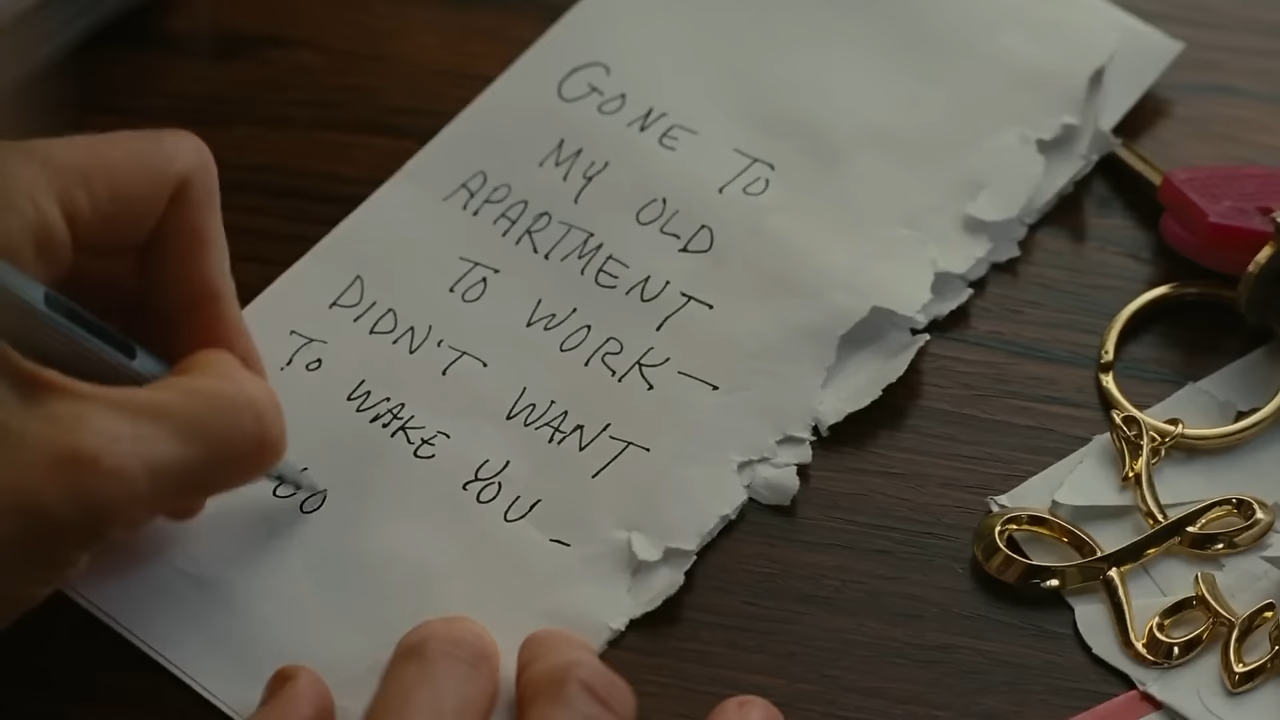 GONE TO
MY OLD
APARTMENT
TO WORK—
DIDN'T WANT
TO WAKE YOU –